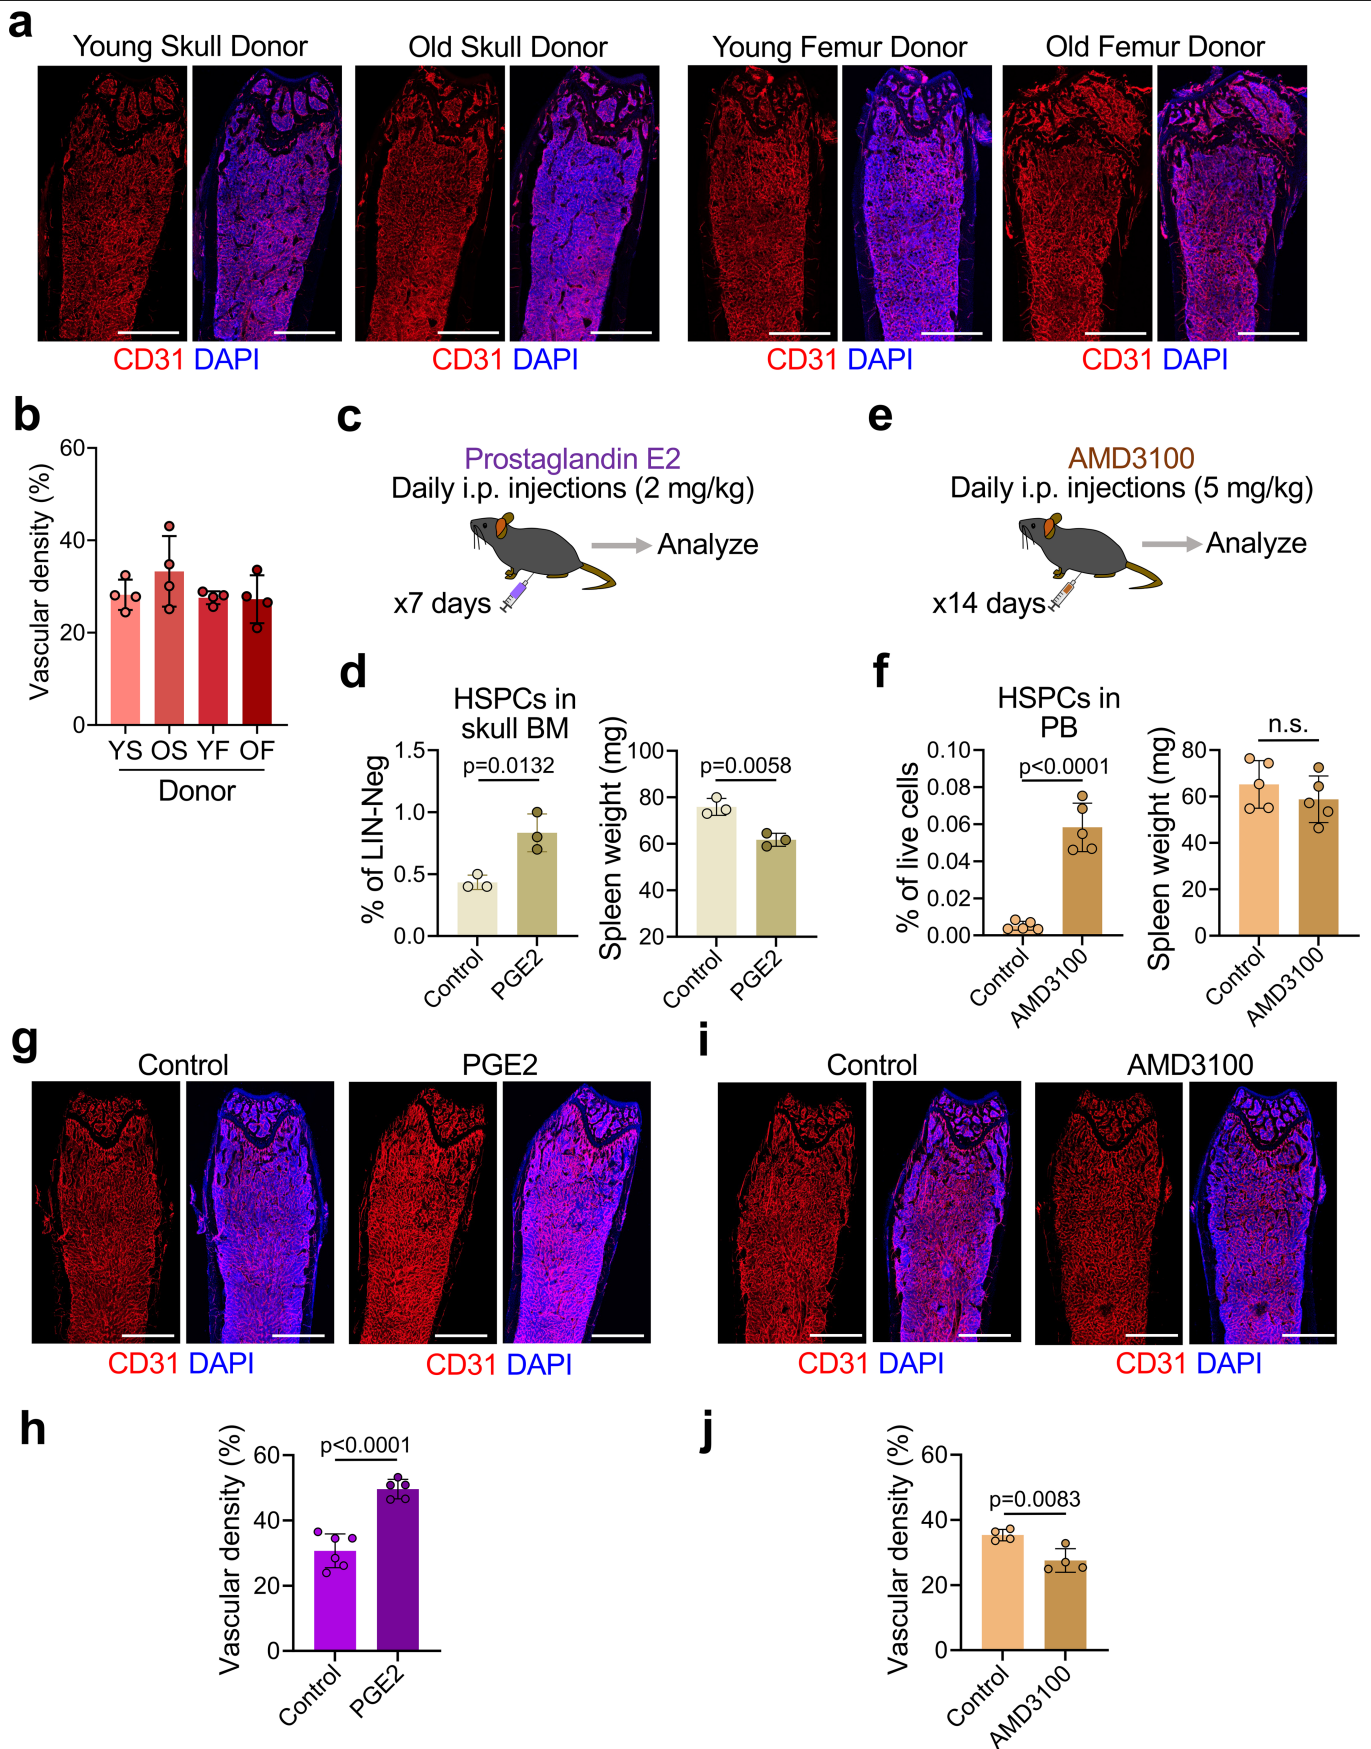 a
Young Skull Donor
Old Skull Donor
Young Femur Donor
Old Femur Donor
CD31 DAPI
CD31 DAPI
CD31 DAPI
CD31 DAPI
b
Vascular density (%)
60
40
20
0
YS OS YF OF
Donor
c
Prostaglandin E2
Daily i.p. injections (2 mg/kg)
Analyze
x7 days
e
AMD3100
Daily i.p. injections (5 mg/kg)
Analyze
x14 days
d
HSPCs in
skull BM
% of LIN-Neg
1.5
1.0
0.5
0.0
p=0.0132
Control
PGE2
Spleen weight (mg)
100
80
60
40
20
p=0.0058
Control
PGE2
f
HSPCs in
PB
% of live cells
0.10
0.08
0.06
0.04
0.02
0.00
p<0.0001
Control
AMD3100
Spleen weight (mg)
80
60
40
20
0
n.s.
Control
AMD3100
g
Control
PGE2
CD31 DAPI
CD31 DAPI
i
Control
AMD3100
CD31 DAPI
CD31 DAPI
h
Vascular density (%)
60
40
20
0
p<0.0001
Control
PGE2
j
Vascular density (%)
60
40
20
0
p=0.0083
Control
AMD3100